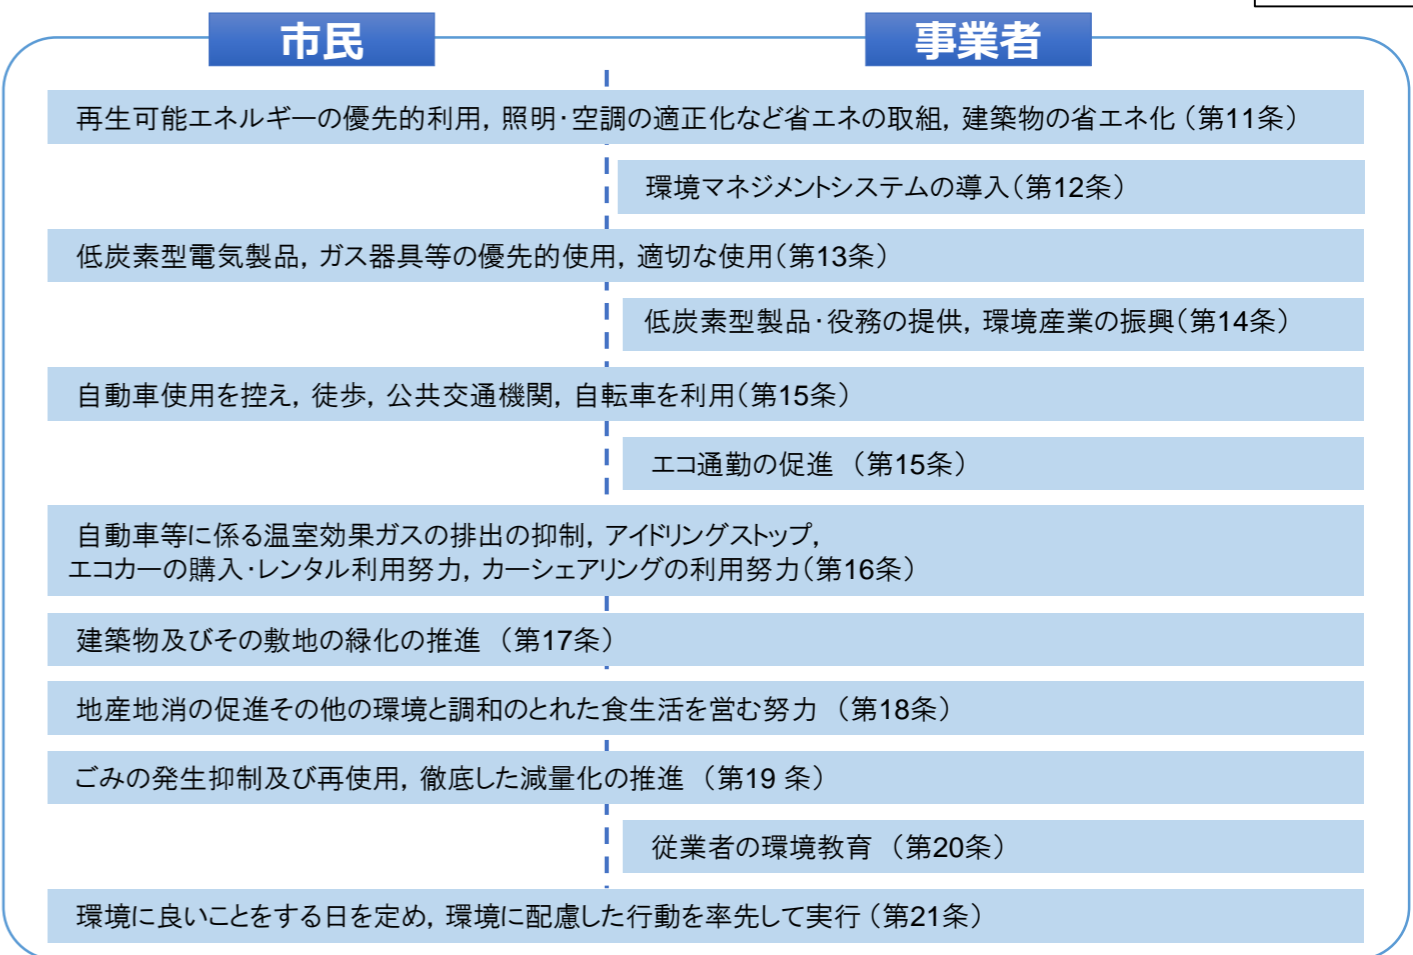 市民
事業者
再生可能エネルギーの優先的利用，照明・空調の適正化など省エネの取組，建築物の省エネ化（第11条）
環境マネジメントシステムの導入（第12条）
低炭素型電気製品，ガス器具等の優先的使用，適切な使用（第13条）
低炭素型製品・役務の提供，環境産業の振興（第14条）
自動車使用を控え，徒歩，公共交通機関，自転車を利用（第15条）
エコ通勤の促進　（第15条）
自動車等に係る温室効果ガスの排出の抑制，アイドリングストップ，
エコカーの購入・レンタル利用努力，カーシェアリングの利用努力（第16条）
建築物及びその敷地の緑化の推進　（第17条）
地産地消の促進その他の環境と調和のとれた食生活を営む努力　（第18条）
ごみの発生抑制及び再使用，徹底した減量化の推進　（第19 条）
従業者の環境教育　（第20条）
環境に良いことをする日を定め，環境に配慮した行動を率先して実行（第21条）